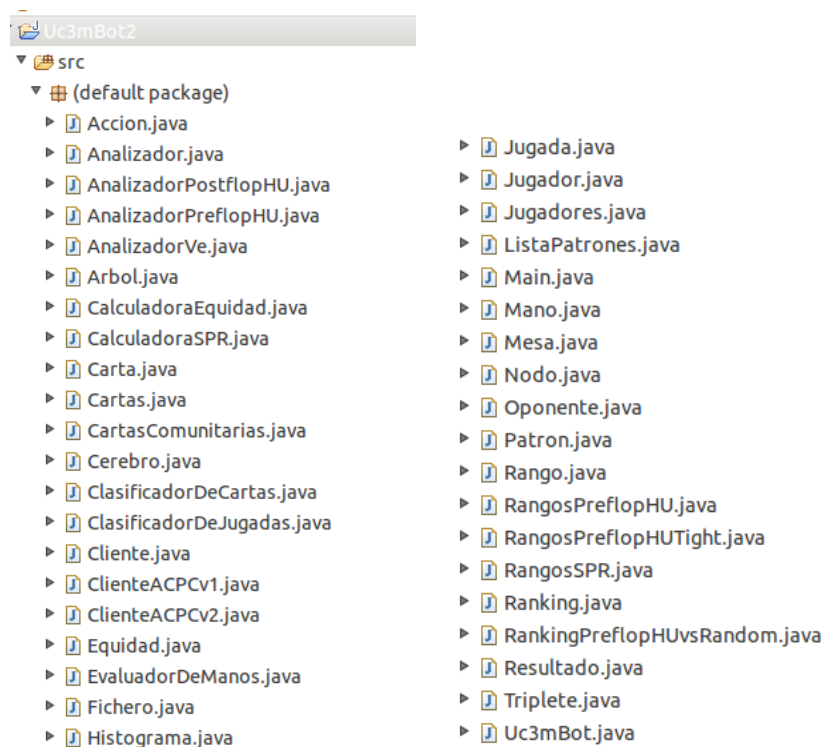 Uc3mBot2
src
(default package)
Accion.java
Analizador.java
AnalizadorPostflopHU.java
AnalizadorPreflopHU.java
AnalizadorVe.java
Arbol.java
CalculadoraEquidad.java
CalculadoraSPR.java
Carta.java
Cartas.java
CartasComunitarias.java
Cerebro.java
ClasificadorDeCartas.java
ClasificadorDeJugadas.java
Cliente.java
ClienteACPCv1.java
ClienteACPCv2.java
Equidad.java
EvaluadorDeManos.java
Fichero.java
Histograma.java
Jugada.java
Jugador.java
Jugadores.java
ListaPatrones.java
Main.java
Mano.java
Mesa.java
Nodo.java
Oponente.java
Patron.java
Rango.java
RangosPreflopHU.java
RangosPreflopHUTight.java
RangosSPR.java
Ranking.java
RankingPreflopHUvsRandom.java
Resultado.java
Triplete.java
Uc3mBot.java